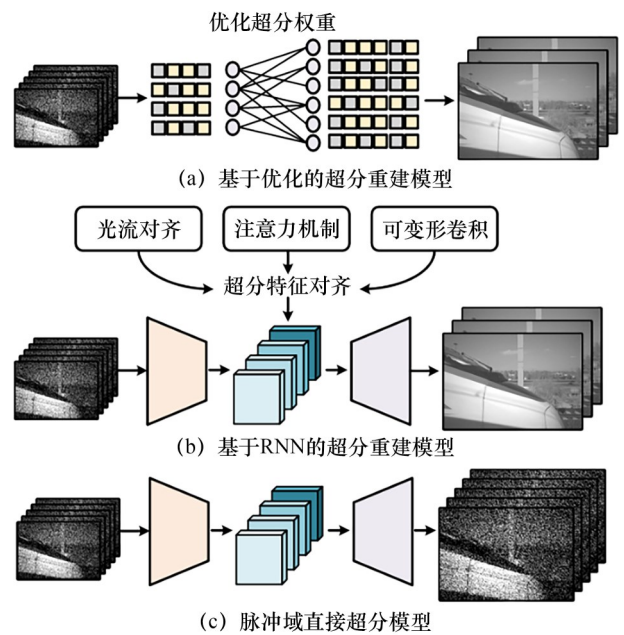 优化超分权重
(a) 基于优化的超分重建模型
光流对齐 注意力机制 可变形卷积
超分特征对齐
(b) 基于RNN的超分重建模型
(c) 脉冲域直接超分模型